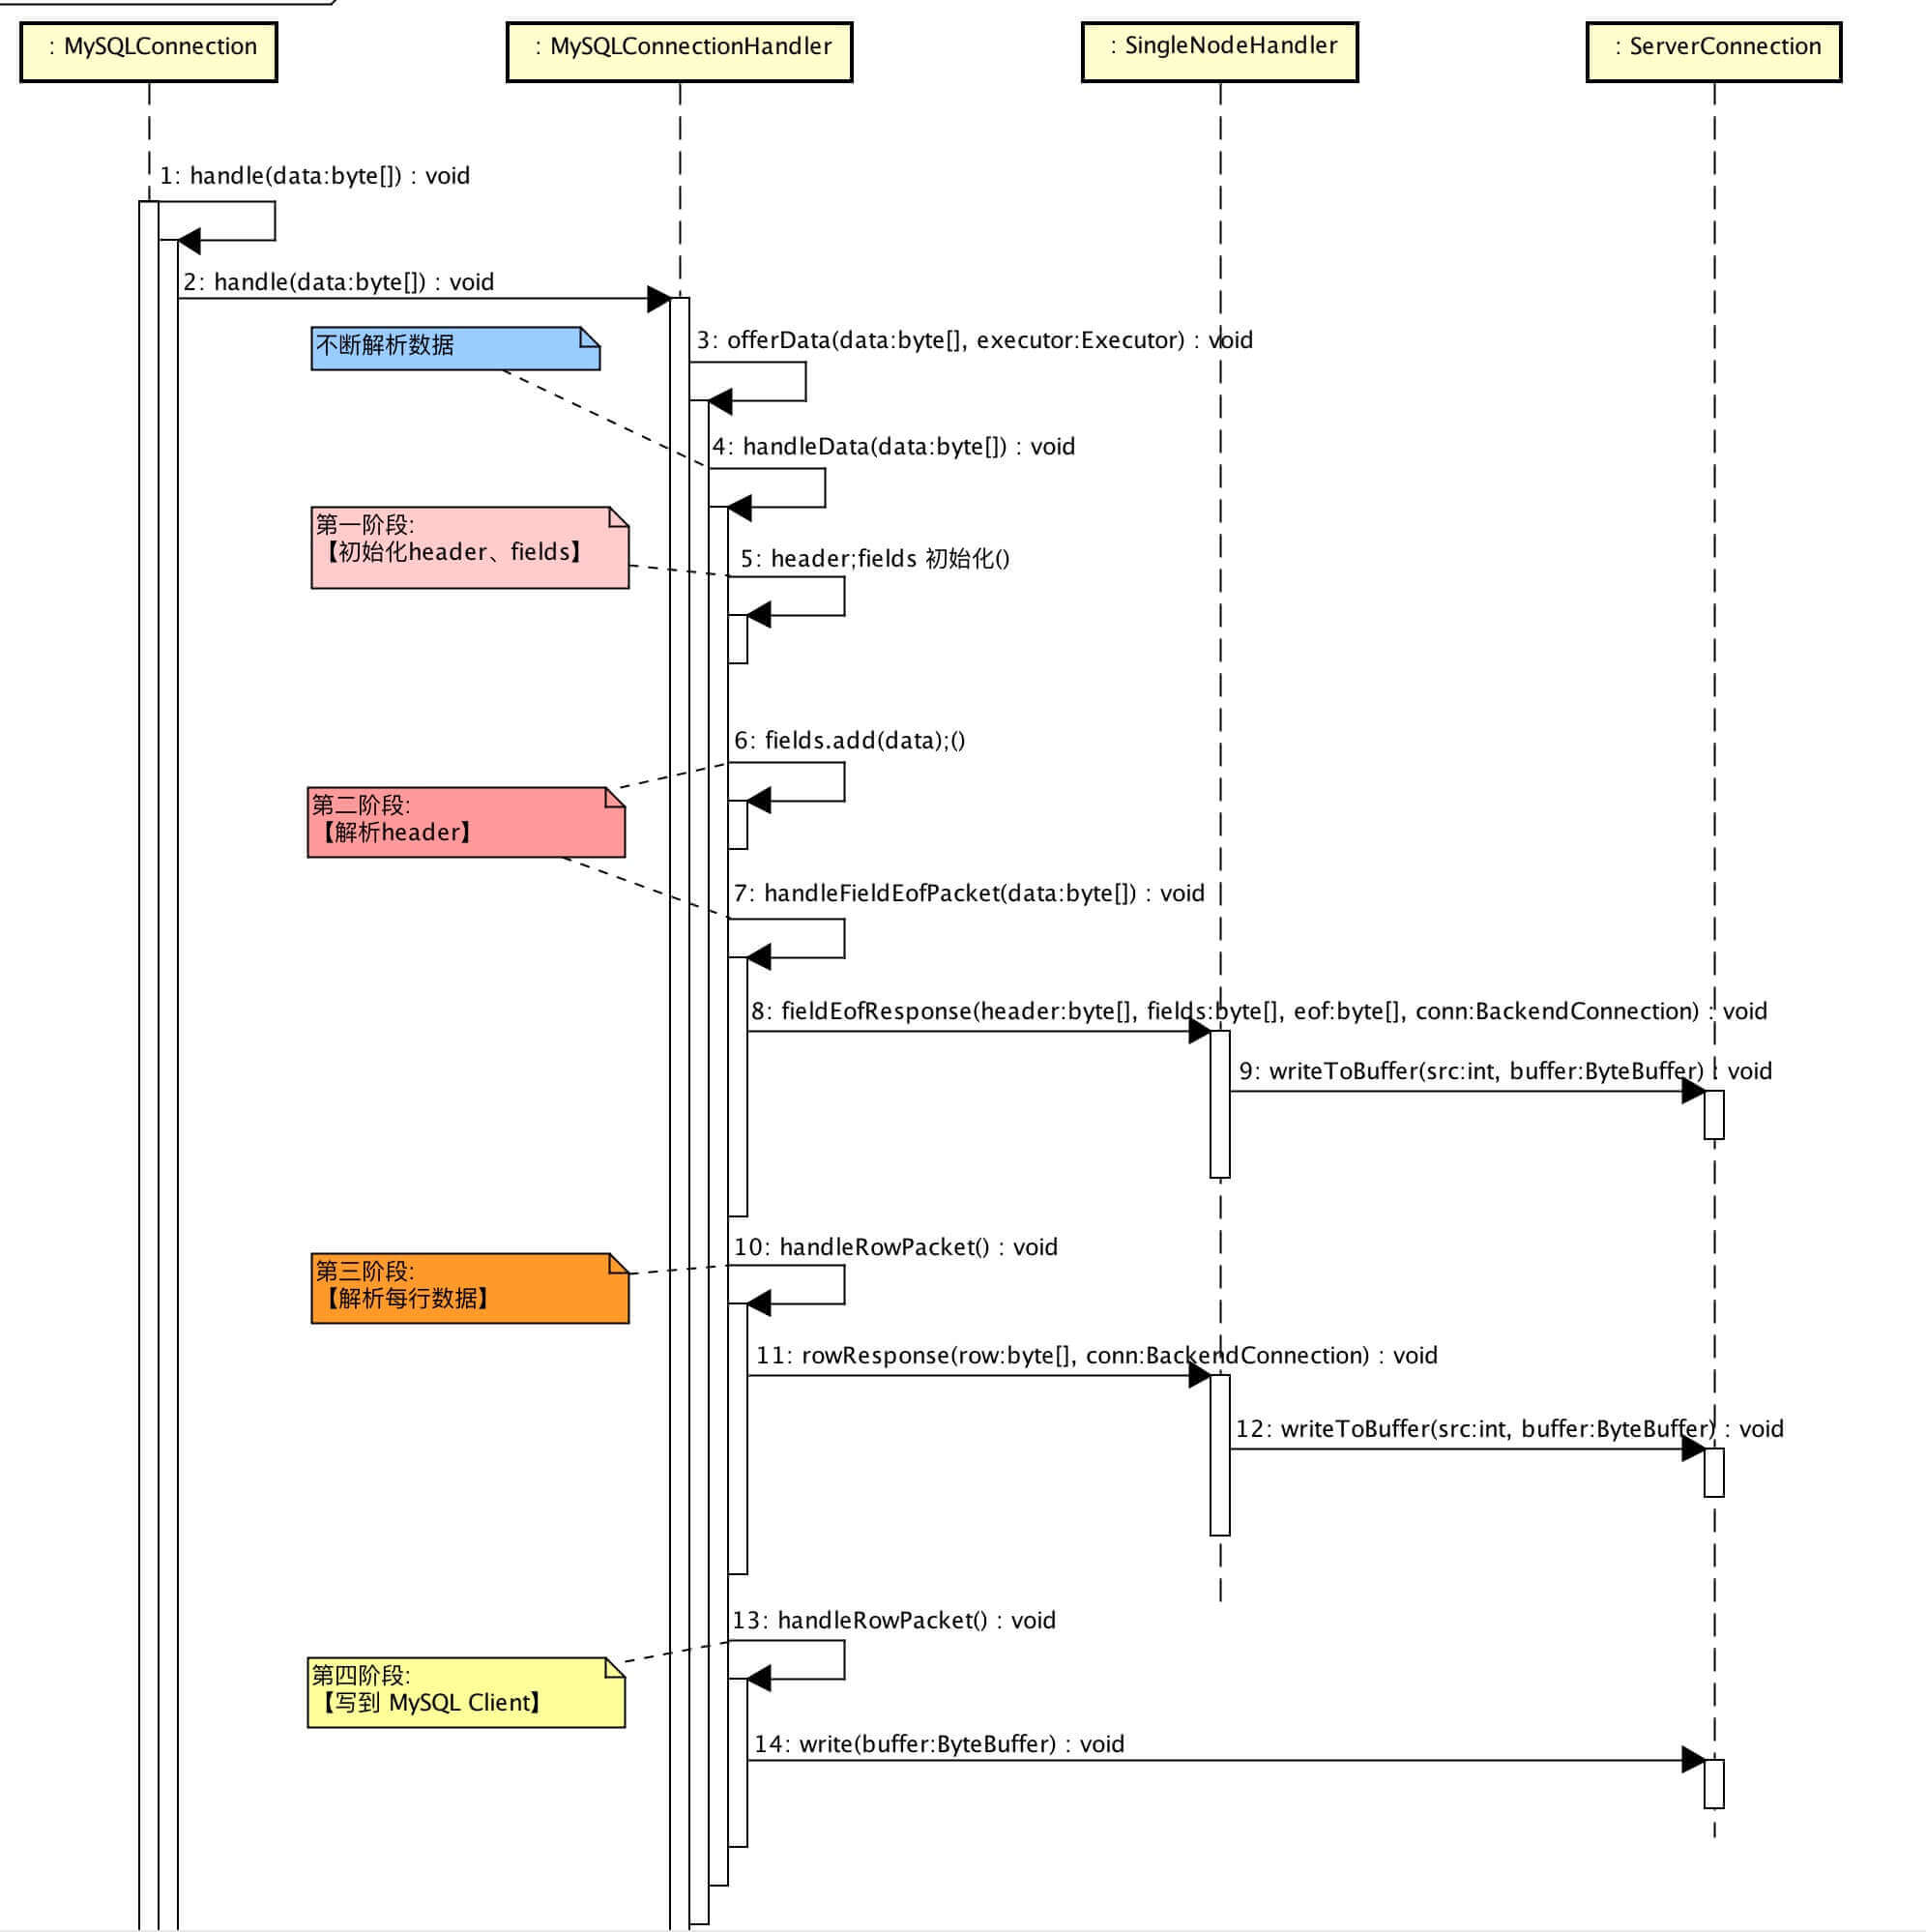 : MySQLConnection
: MySQLConnectionHandler
: SingleNodeHandler
: ServerConnection
1: handle(data:byte[]) : void
2: handle(data:byte[]) : void
不断解析数据
3: offerData(data:byte[], executor:Executor) : void
4: handleData(data:byte[]) : void
第一阶段:
【初始化header、fields】
5: header;fields 初始化()
6: fields.add(data);()
第二阶段:
【解析header】
7: handleFieldEofPacket(data:byte[]) : void
8: fieldEofResponse(header:byte[], fields:byte[], eof:byte[], conn:BackendConnection) : void
9: writeToBuffer(src:int, buffer:ByteBuffer) : void
10: handleRowPacket() : void
第三阶段:
【解析每行数据】
11: rowResponse(row:byte[], conn:BackendConnection) : void
12: writeToBuffer(src:int, buffer:ByteBuffer) : void
13: handleRowPacket() : void
第四阶段:
【写到 MySQL Client】
14: write(buffer:ByteBuffer) : void